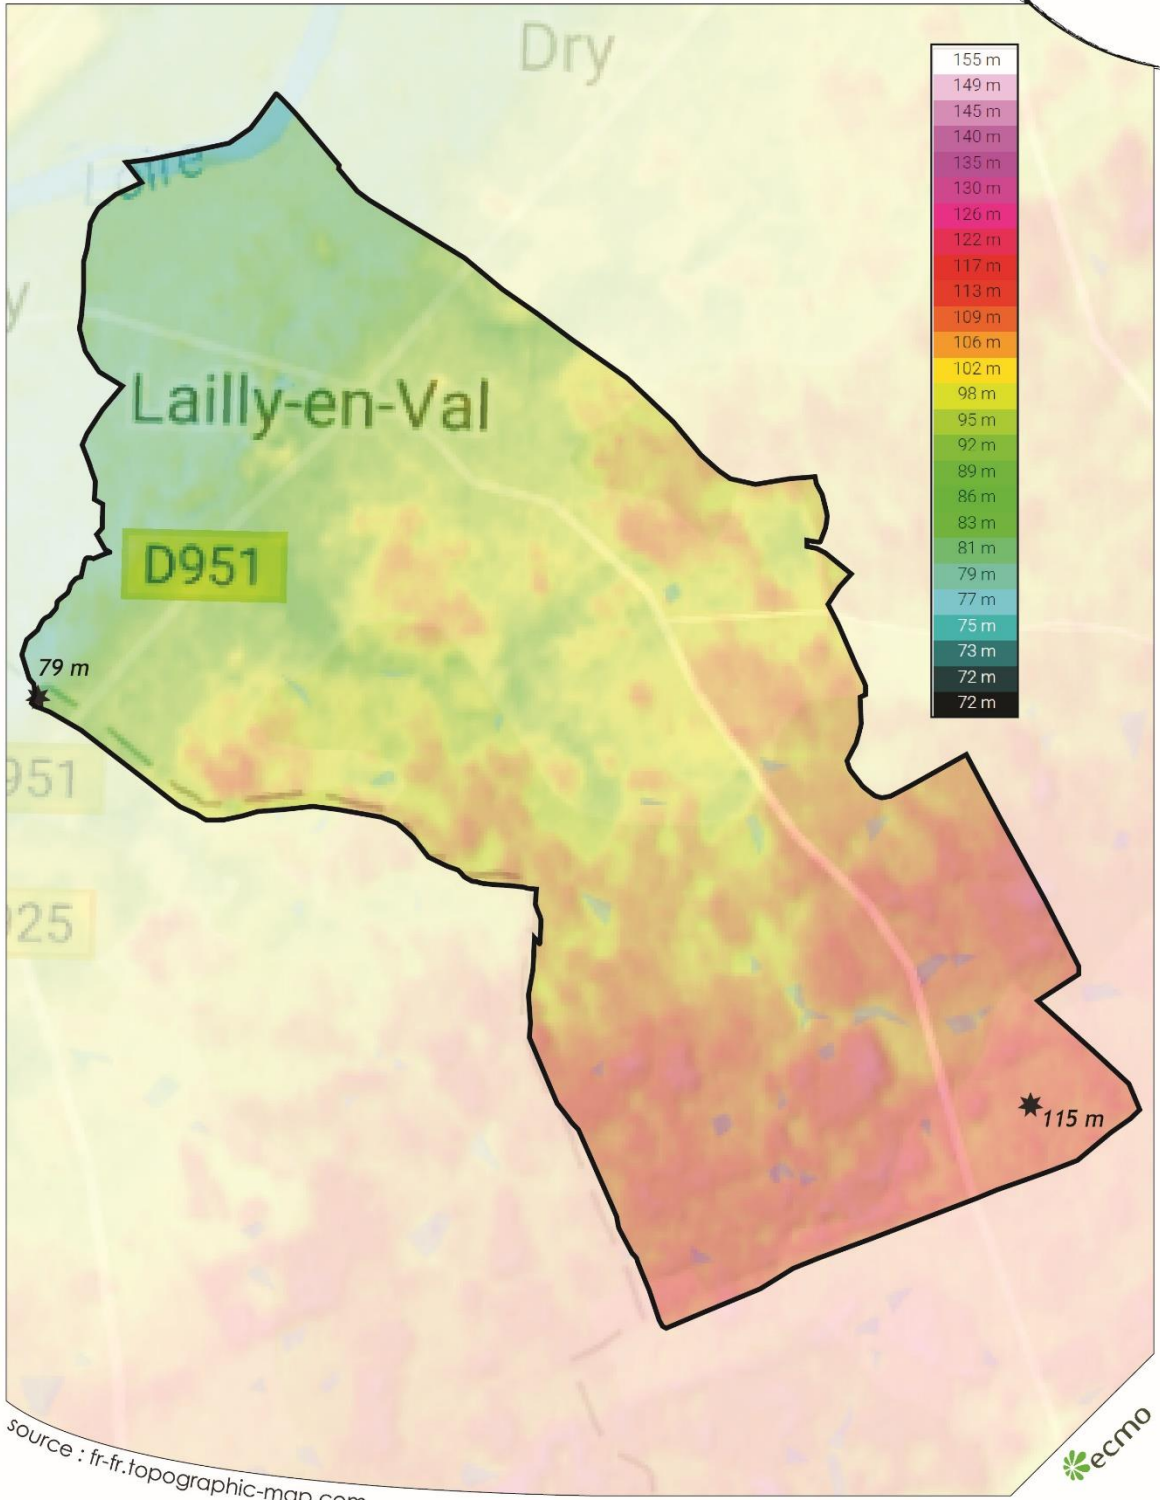 Dry
155 m
149 m
145 m
140 m
135 m
130 m
126 m
122 m
117 m
113 m
109 m
106 m
102 m
98 m
95 m
92 m
89 m
86 m
83 m
81 m
79 m
77 m
75 m
73 m
72 m
72 m
Loire
y
Lailly-en-Val
D951
79 m
951
925
115 m
ecmo
source : fr-fr.topographic-map.com